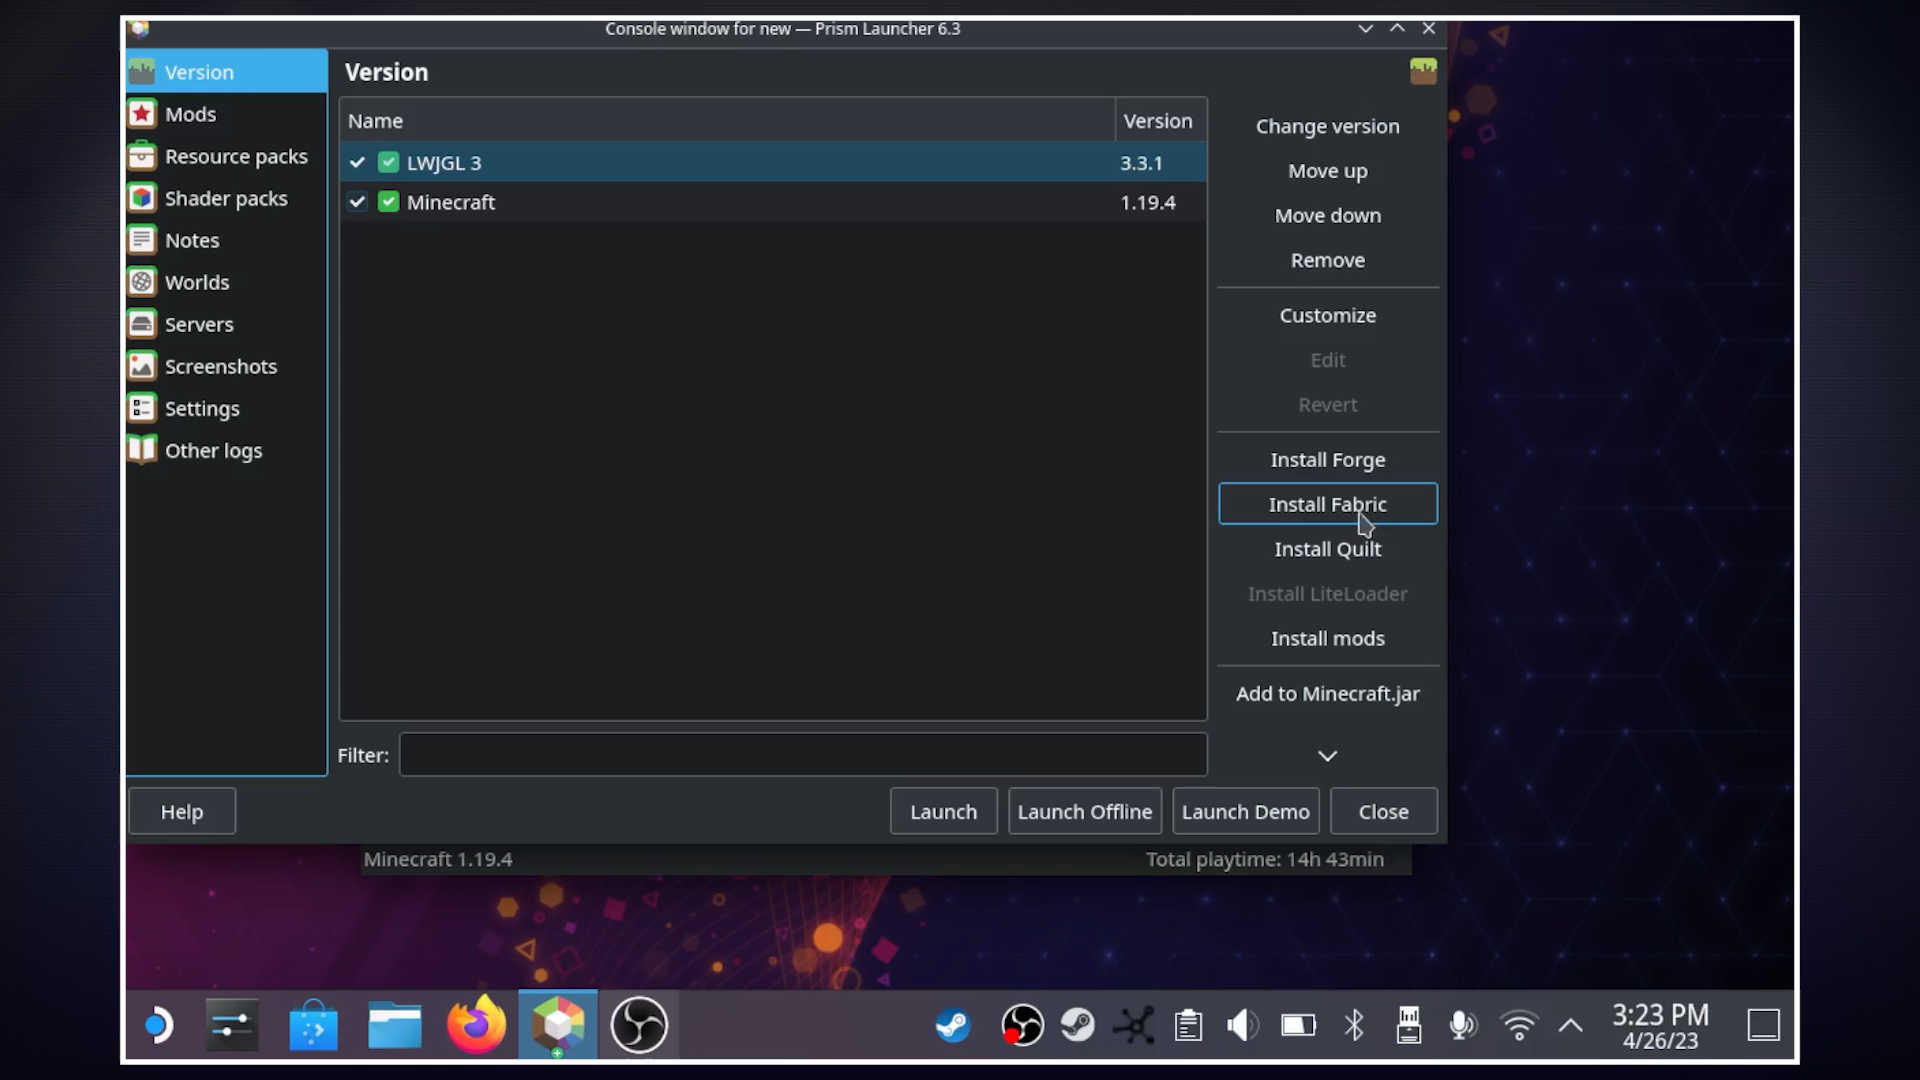 Console window for new — Prism Launcher 6.3
Version
Mods
Resource packs
Shader packs
Notes
Worlds
Servers
Screenshots
Settings
Other logs
Version
Name Version
LWJGL 3 3.3.1
Minecraft 1.19.4
Change version
Move up
Move down
Remove
Customize
Edit
Revert
Install Forge
Install Fabric
Install Quilt
Install LiteLoader
Install mods
Add to Minecraft.jar
Filter:
Help Launch Launch Offline Launch Demo Close
Minecraft 1.19.4 Total playtime: 14h 43min
3:23 PM
4/26/23